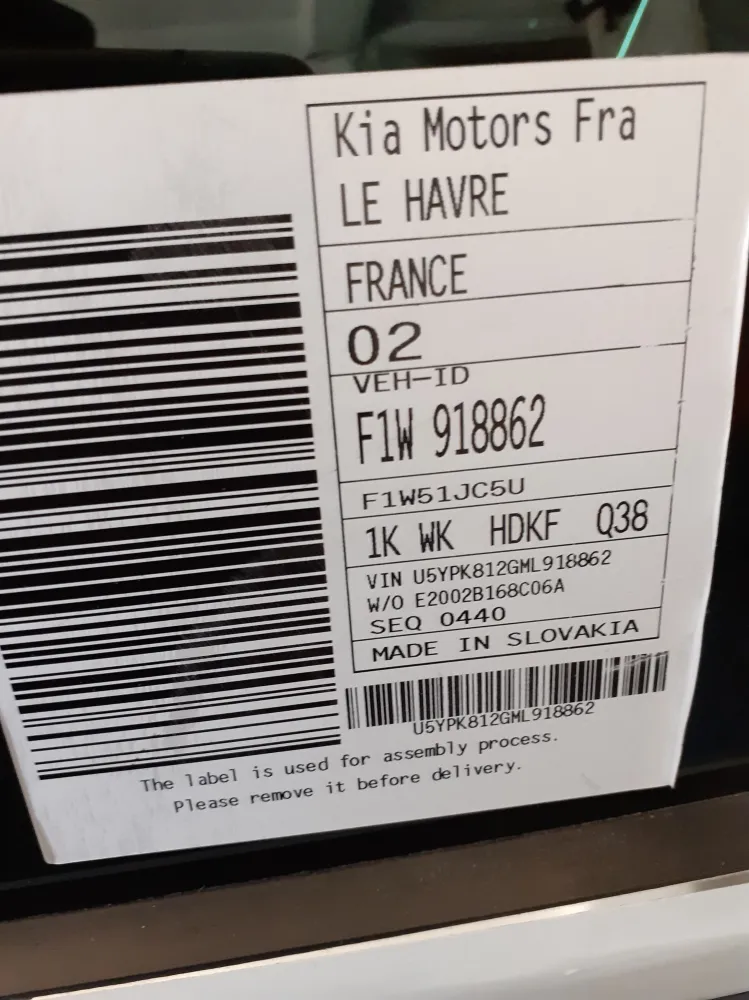 Kia Motors Fra
LE HAVRE
FRANCE
02
VEH-ID
F1W 918862
F1W51JC5U
1K WK HDKF Q38
VIN U5YPK812GML918862
W/O E2002B168C06A
SEQ 0440
MADE IN SLOVAKIA
U5YPK812GML918862
The label is used for assembly process.
Please remove it before delivery.